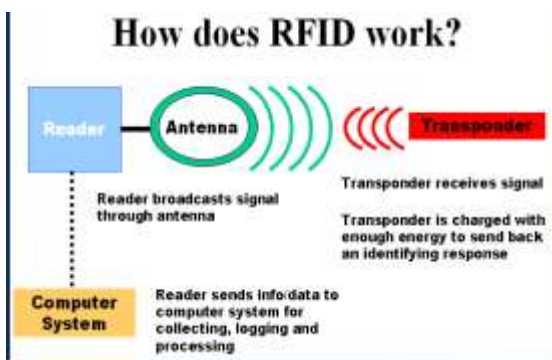 How does RFID work?
Reader
Antenna
Transponder
Reader broadcasts signal
through antenna
Transponder receives signal
Transponder is charged with
enough energy to send back
an identifying response
Computer
System
Reader sends info/data to
computer system for
collecting, logging and
processing